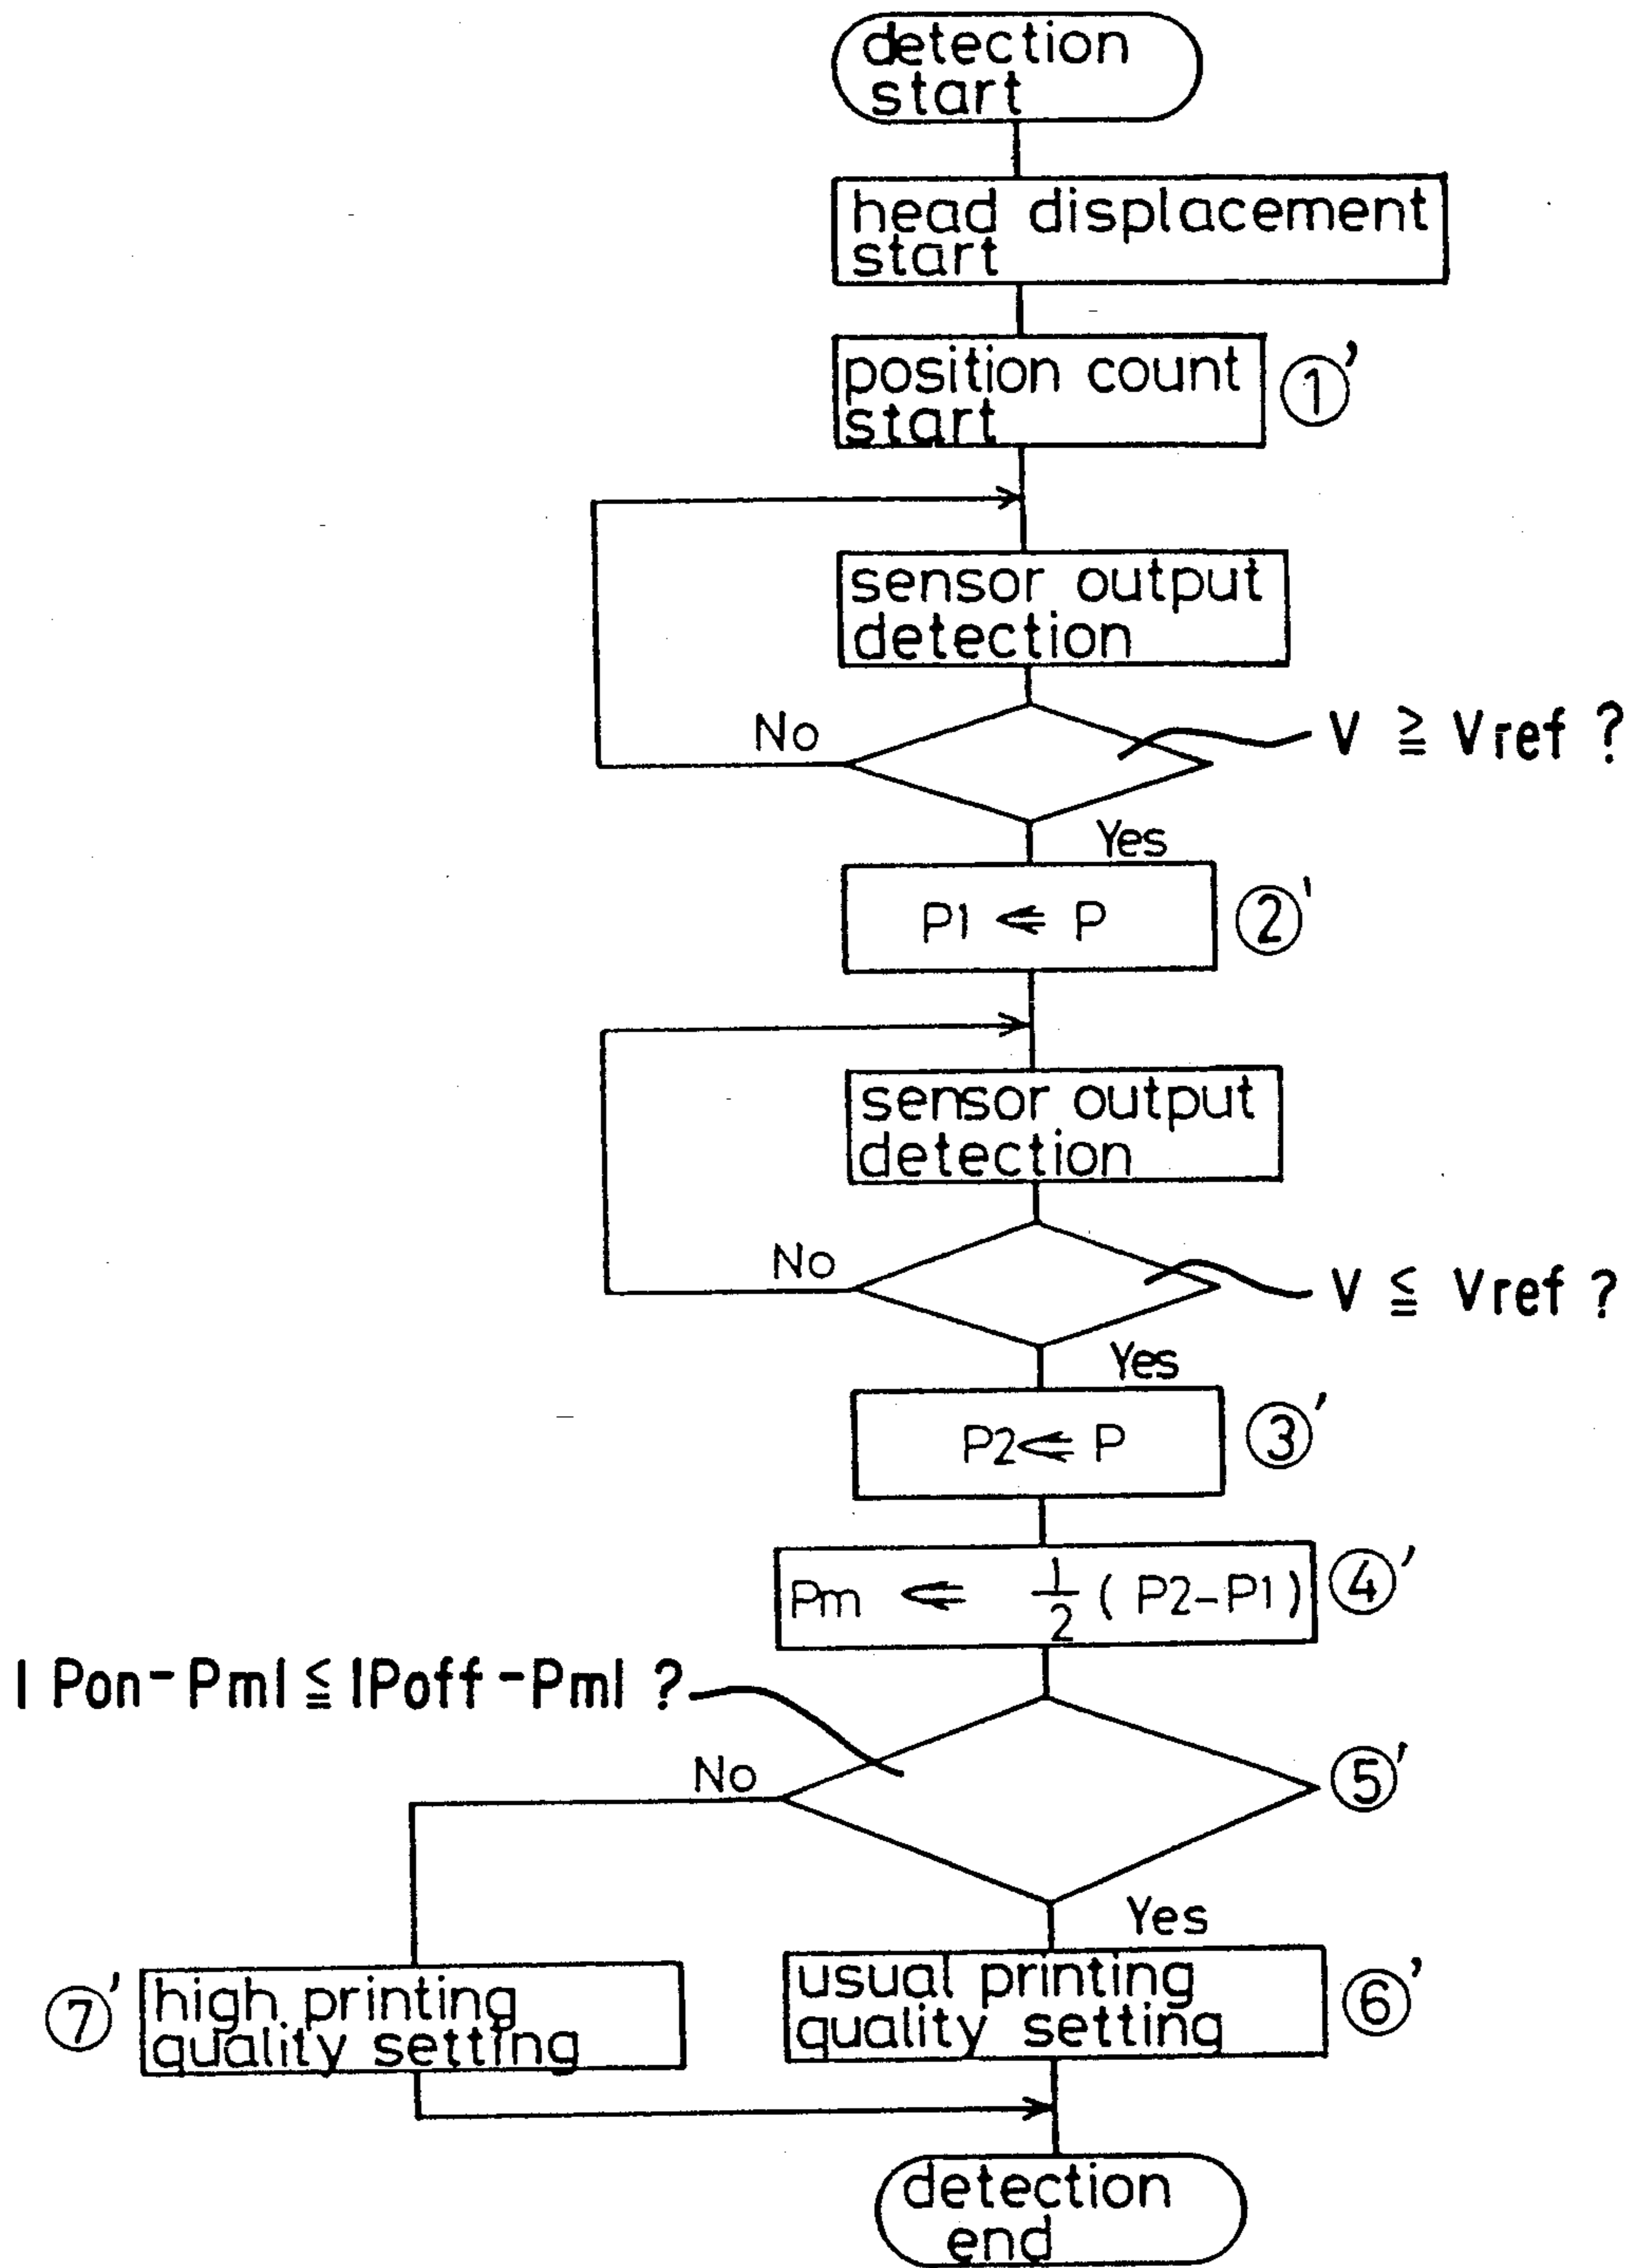 detection
start
head displacement
start
position count
start
①'
sensor output
detection
No
V ≧ Vref ?
Yes
P1 ⇐ P
②'
sensor output
detection
No
V ≦ Vref ?
Yes
P2 ⇐ P
③'
Pm ⇐ 1/2 ( P2-P1 )
④'
| Pon-Pm| ≦ |Poff-Pm| ?
No
⑤'
Yes
⑦'
high printing
quality setting
usual printing
quality setting
⑥'
detection
end